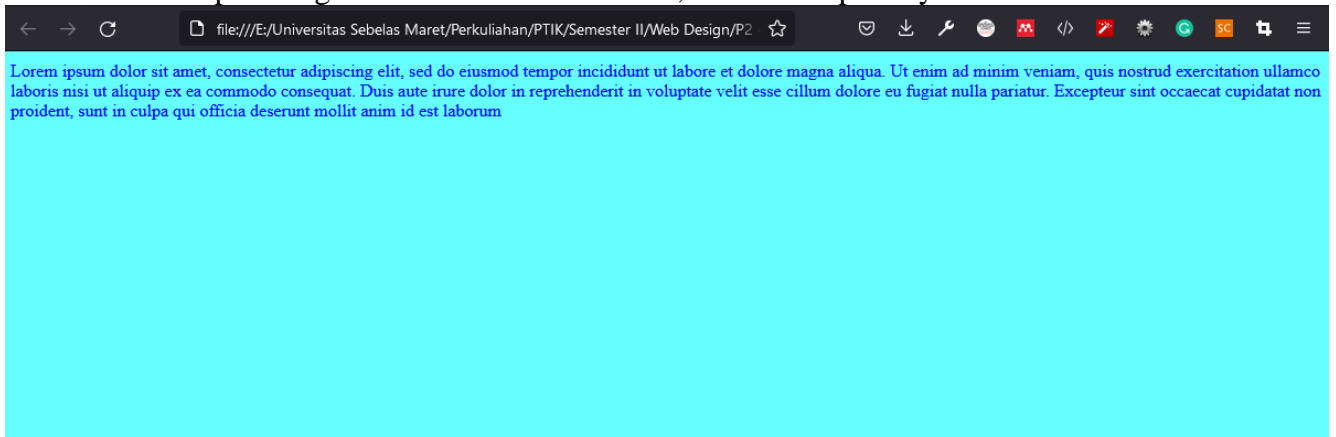 file:///E:/Universitas Sebelas Maret/Perkuliahan/PTIK/Semester II/Web Design/P2
SC
Lorem ipsum dolor sit amet, consectetur adipiscing elit, sed do eiusmod tempor incididunt ut labore et dolore magna aliqua. Ut enim ad minim veniam, quis nostrud exercitation ullamco
laboris nisi ut aliquip ex ea commodo consequat. Duis aute irure dolor in reprehenderit in voluptate velit esse cillum dolore eu fugiat nulla pariatur. Excepteur sint occaecat cupidatat non
proident, sunt in culpa qui officia deserunt mollit anim id est laborum